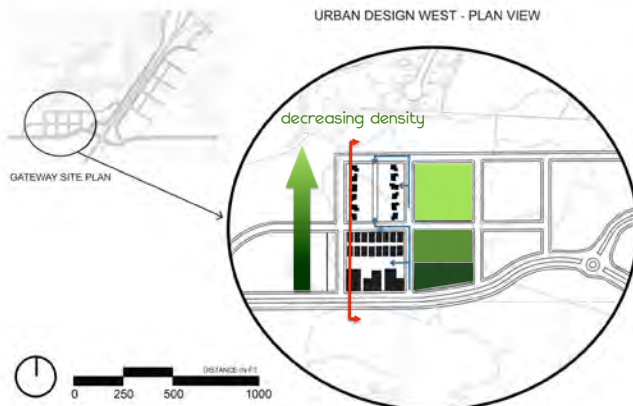 URBAN DESIGN WEST - PLAN VIEW
decreasing density
GATEWAY SITE PLAN
DISTANCE-IN-FT
0 250 500 1000